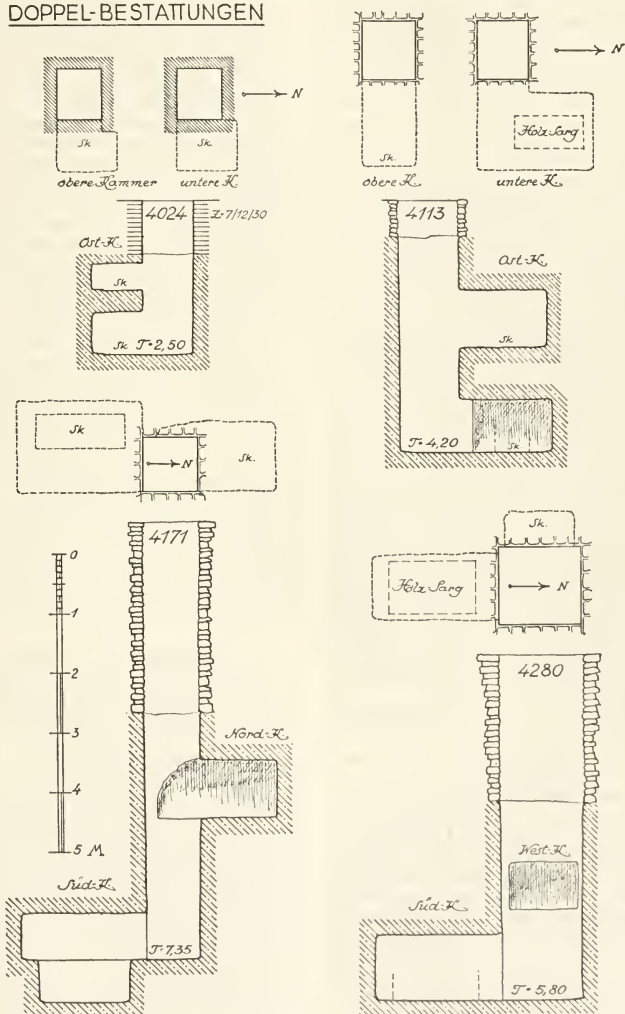 DOPPEL-BESTATTUNGEN
Sk.
Sk.
N
obere Kammer
untere K.
4024
Z=7/12/30
Ost-K.
Sk
Sk T=2,50
N
Holz Sarg
Sk.
obere K.
untere K.
4113
Ost-K.
Sk
T=4,20
Sk
Sk
N
Sk.
4171
0
1
2
3
4
5 M
Nord-K.
Süd-K.
T=7,35
Sk.
Holz Sarg
N
4280
West-K.
Süd-K.
T=5,80